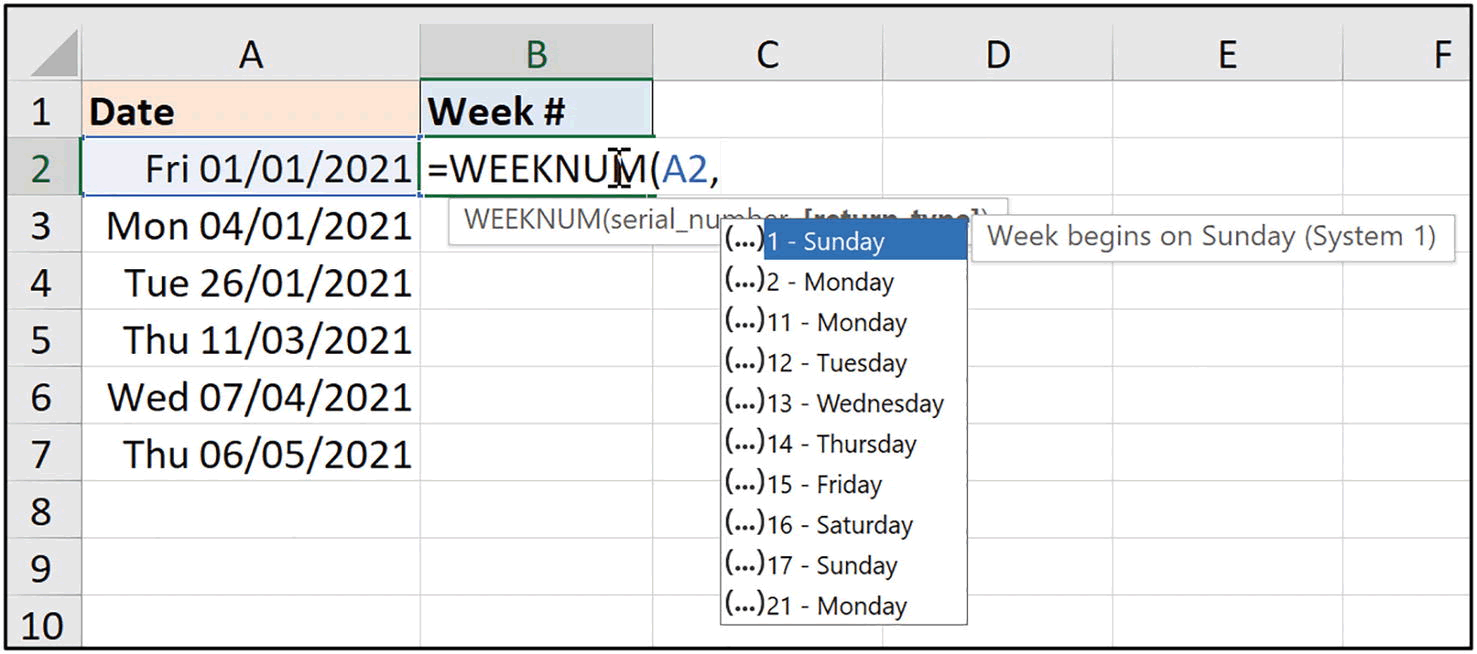 A B C D E F
1 Date Week #
2 Fri 01/01/2021 =WEEKNUM(A2,
3 Mon 04/01/2021 WEEKNUM(serial_number, [return_type])
(...)1 - Sunday Week begins on Sunday (System 1)
4 Tue 26/01/2021 (...)2 - Monday
(...)11 - Monday
5 Thu 11/03/2021 (...)12 - Tuesday
6 Wed 07/04/2021 (...)13 - Wednesday
(...)14 - Thursday
7 Thu 06/05/2021 (...)15 - Friday
8 (...)16 - Saturday
9 (...)17 - Sunday
10 (...)21 - Monday